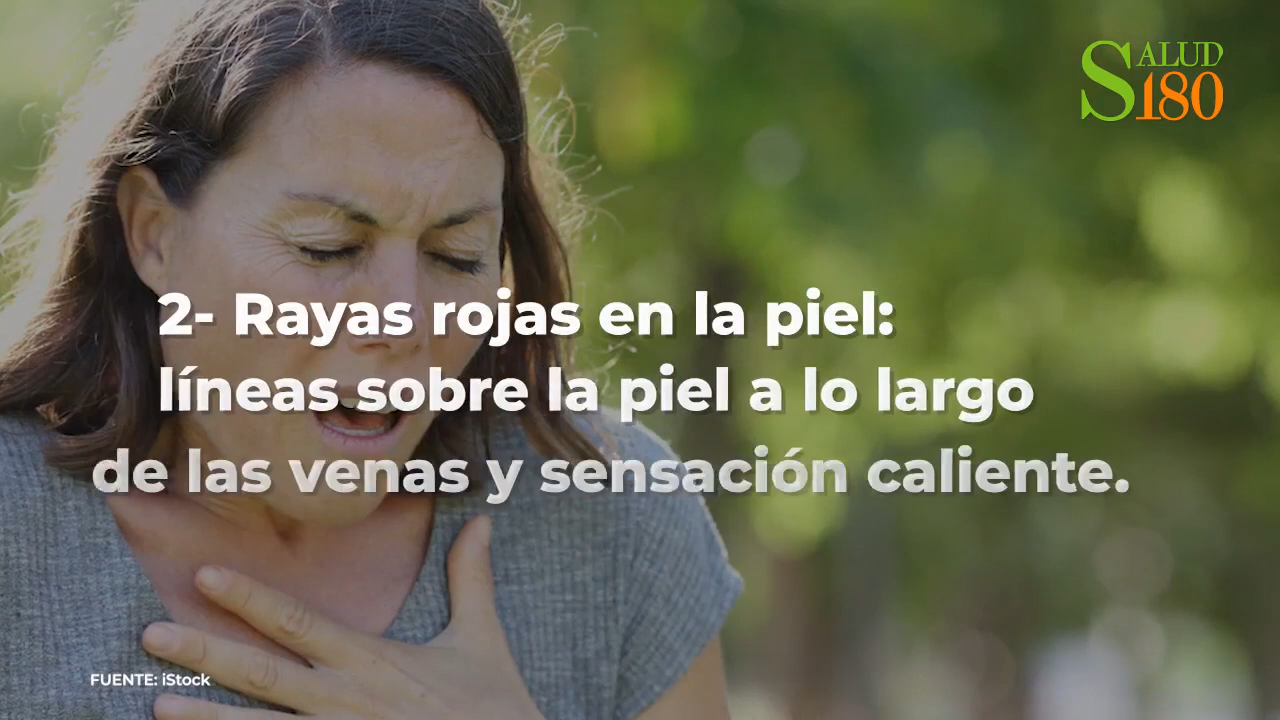 SALUD
180
2- Rayas rojas en la piel:
líneas sobre la piel a lo largo
de las venas y sensación caliente.
FUENTE: iStock